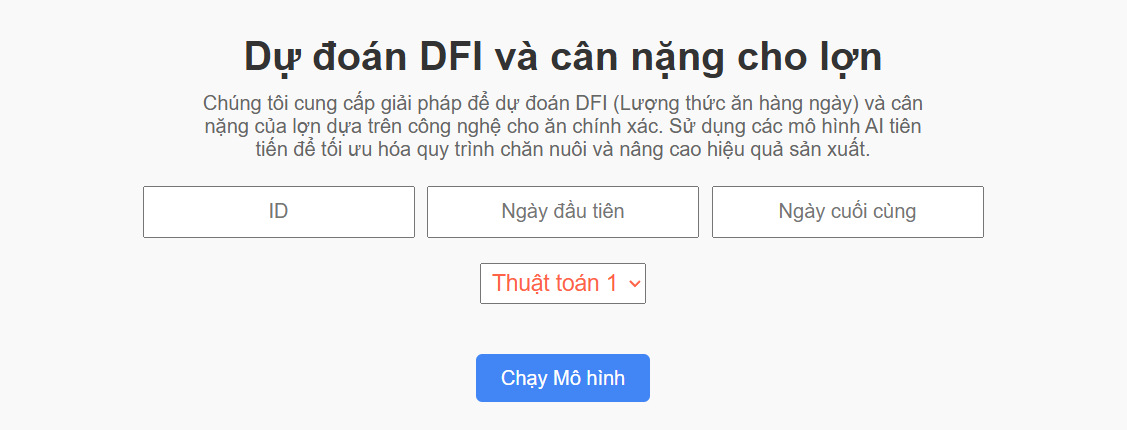 Dự đoán DFI và cân nặng cho lợn
Chúng tôi cung cấp giải pháp để dự đoán DFI (Lượng thức ăn hàng ngày) và cân
nặng của lợn dựa trên công nghệ cho ăn chính xác. Sử dụng các mô hình AI tiên
tiến để tối ưu hóa quy trình chăn nuôi và nâng cao hiệu quả sản xuất.
ID
Ngày đầu tiên
Ngày cuối cùng
Thuật toán 1
Chạy Mô hình